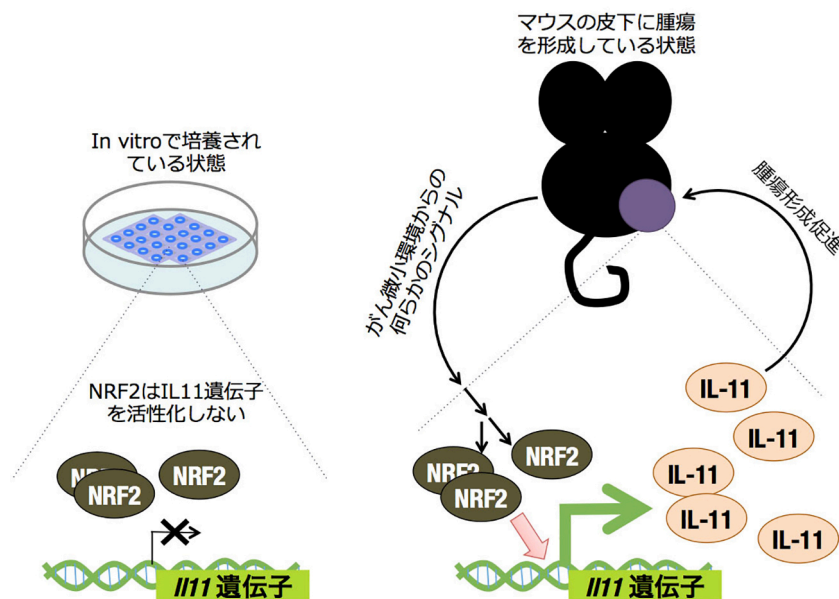 In vitroで培養され
ている状態
NRF2はIL11遺伝子
を活性化しない
NRF2
NRF2
NRF2
Il11 遺伝子
マウスの皮下に腫瘍
を形成している状態
がん微小環境からの
何らかのシグナル
腫瘍形成促進
NRF2
NRF2
NRF2
IL-11
IL-11
IL-11
IL-11
IL-11
Il11 遺伝子